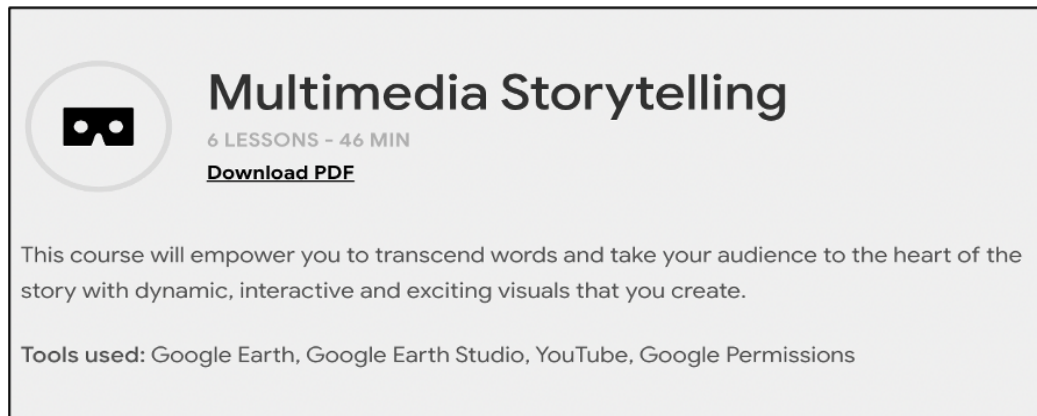 Multimedia Storytelling
6 LESSONS - 46 MIN
Download PDF
This course will empower you to transcend words and take your audience to the heart of the
story with dynamic, interactive and exciting visuals that you create.
Tools used: Google Earth, Google Earth Studio, YouTube, Google Permissions